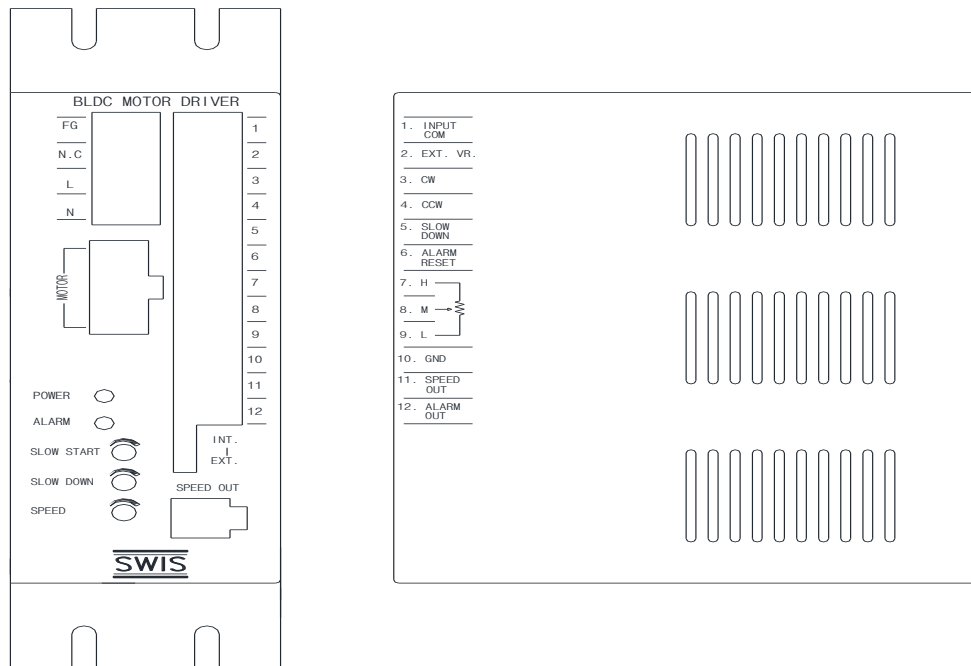 BLDC MOTOR DRIVER
FG
N.C
L
N
1
2
3
4
5
6
7
8
9
10
11
12
MOTOR
POWER
ALARM
SLOW START
SLOW DOWN
SPEED
INT.
EXT.
SPEED OUT
SWIS
1. INPUT
COM
2. EXT. VR.
3. CW
4. CCW
5. SLOW
DOWN
6. ALARM
RESET
7. H
8. M
9. L
10. GND
11. SPEED
OUT
12. ALARM
OUT